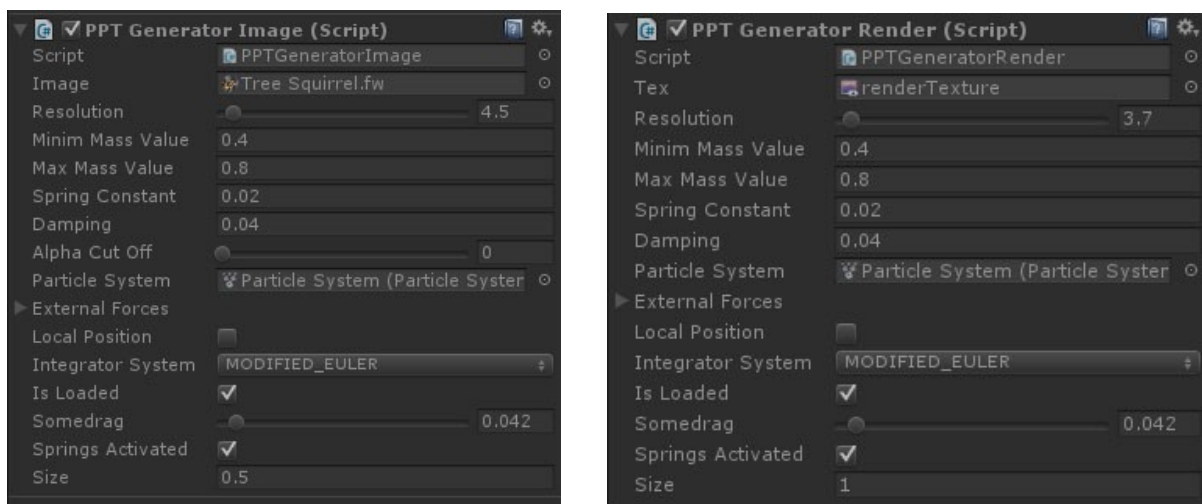 PPT Generator Image (Script)
Script PPTGeneratorImage
Image Tree Squirrel.fw
Resolution 4.5
Minim Mass Value 0.4
Max Mass Value 0.8
Spring Constant 0.02
Damping 0.04
Alpha Cut Off 0
Particle System Particle System (Particle Syster
External Forces
Local Position
Integrator System MODIFIED_EULER
Is Loaded
Somedrag 0.042
Springs Activated
Size 0.5
PPT Generator Render (Script)
Script PPTGeneratorRender
Tex renderTexture
Resolution 3.7
Minim Mass Value 0.4
Max Mass Value 0.8
Spring Constant 0.02
Damping 0.04
Particle System Particle System (Particle Syster
External Forces
Local Position
Integrator System MODIFIED_EULER
Is Loaded
Somedrag 0.042
Springs Activated
Size 1